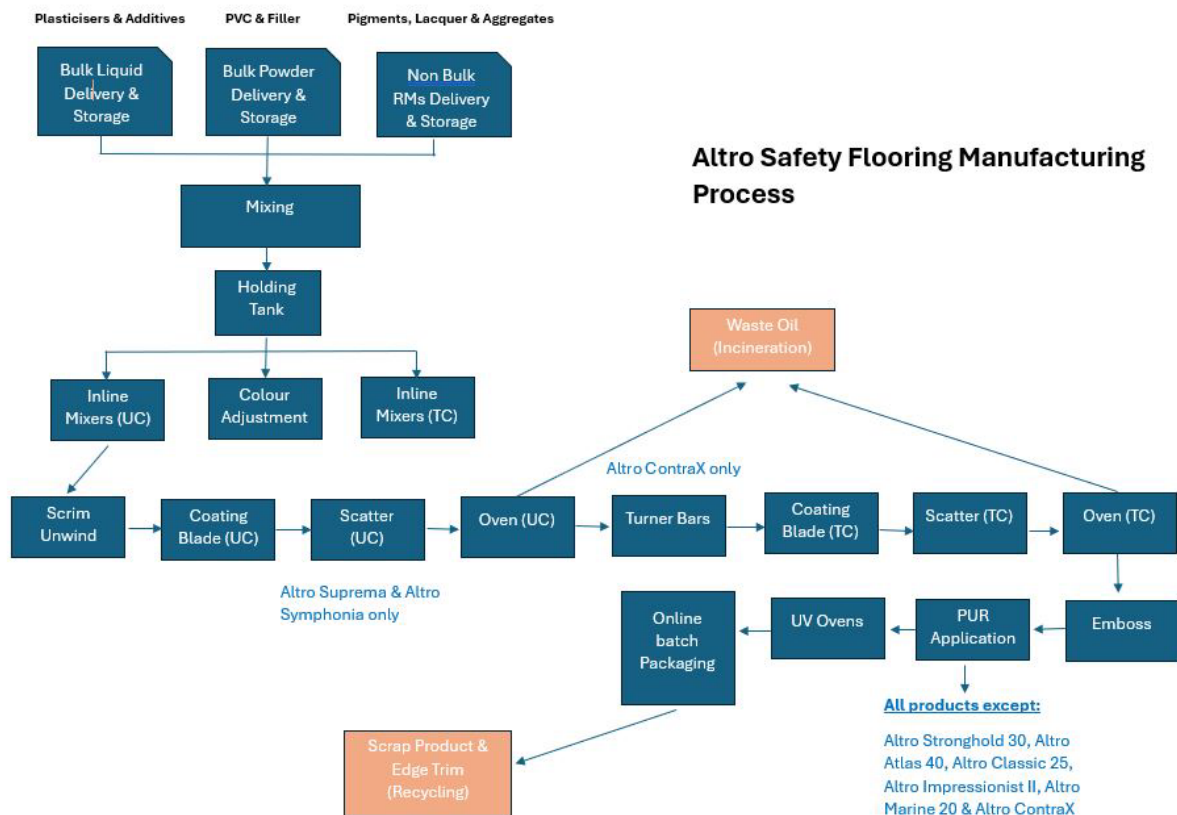 Plasticisers & Additives
PVC & Filler
Pigments, Lacquer & Aggregates
Bulk Liquid
Delivery &
Storage
Bulk Powder
Delivery &
Storage
Non Bulk
RMs Delivery
& Storage
Altro Safety Flooring Manufacturing
Process
Mixing
Holding
Tank
Waste Oil
(Incineration)
Inline
Mixers (UC)
Colour
Adjustment
Inline
Mixers (TC)
Altro ContraX only
Scrim
Unwind
Coating
Blade (UC)
Scatter
(UC)
Oven (UC)
Turner Bars
Coating
Blade (TC)
Scatter (TC)
Oven (TC)
Altro Suprema & Altro
Symphonia only
Online
batch
Packaging
UV Ovens
PUR
Application
Emboss
All products except:
Altro Stronghold 30, Altro
Atlas 40, Altro Classic 25,
Altro Impressionist II, Altro
Marine 20 & Altro ContraX
Scrap Product &
Edge Trim
(Recycling)